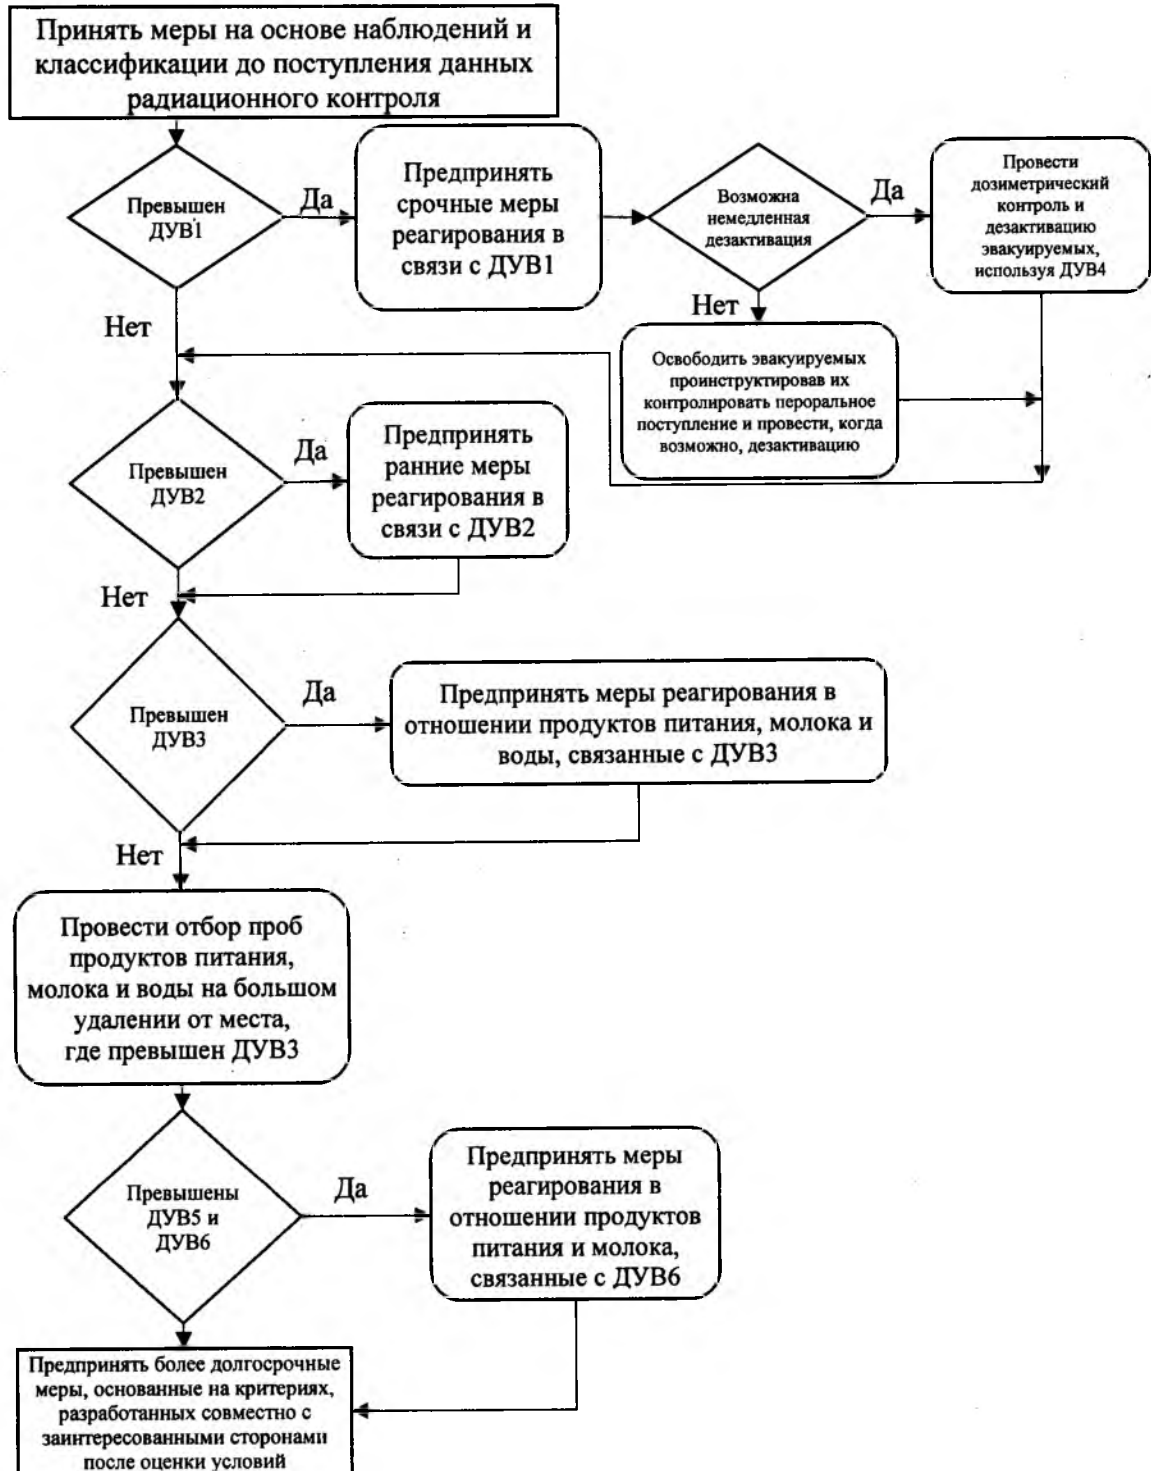 Принять меры на основе наблюдений и
классификации до поступления данных
радиационного контроля
Превышен
ДУВ1
Да
Предпринять
срочные меры
реагирования в
связи с ДУВ1
Возможна
немедленная
дезактивация
Да
Провести
дозиметрический
контроль и
дезактивацию
эвакуируемых,
используя ДУВ4
Нет
Нет
Освободить эвакуируемых
проинструктировав их
контролировать пероральное
поступление и провести, когда
возможно, дезактивацию
Превышен
ДУВ2
Да
Предпринять
ранние меры
реагирования в
связи с ДУВ2
Нет
Превышен
ДУВ3
Да
Предпринять меры реагирования в
отношении продуктов питания, молока и
воды, связанные с ДУВ3
Нет
Провести отбор проб
продуктов питания,
молока и воды на большом
удалении от места,
где превышен ДУВ3
Превышены
ДУВ5 и
ДУВ6
Да
Предпринять меры
реагирования в
отношении продуктов
питания и молока,
связанные с ДУВ6
Предпринять более долгосрочные
меры, основанные на критериях,
разработанных совместно с
заинтересованными сторонами
после оценки условий